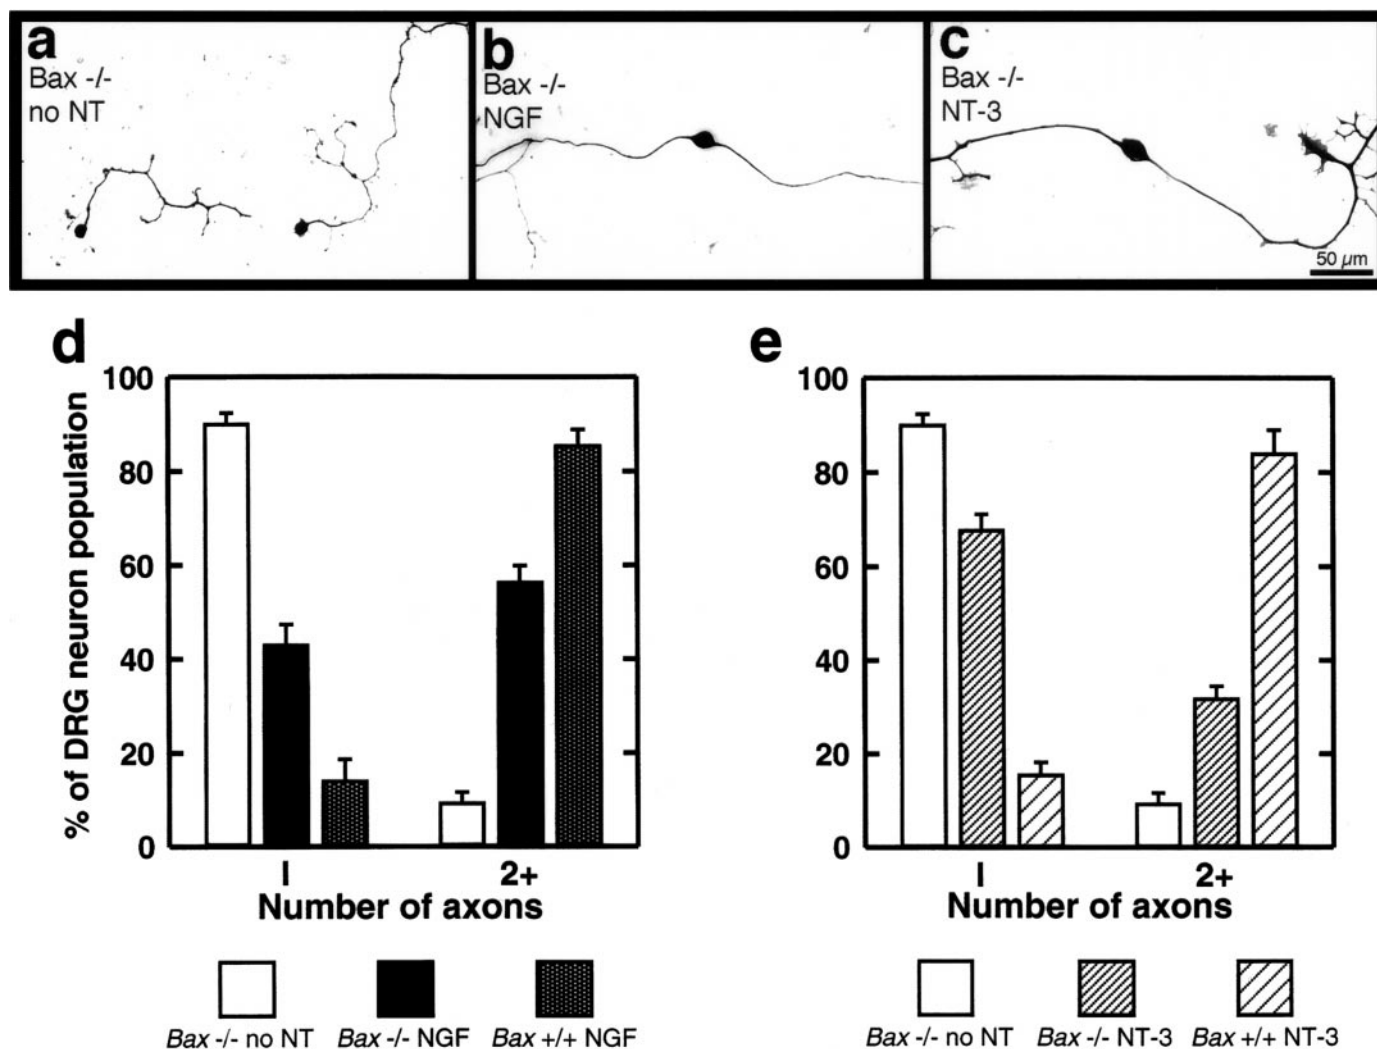 a
Bax -/-
no NT
b
Bax -/-
NGF
c
Bax -/-
NT-3
50 µm
d
% of DRG neuron population
100
80
60
40
20
0
1
2+
Number of axons
Bax -/- no NT
Bax -/- NGF
Bax +/+ NGF
e
100
80
60
40
20
0
1
2+
Number of axons
Bax -/- no NT
Bax -/- NT-3
Bax +/+ NT-3